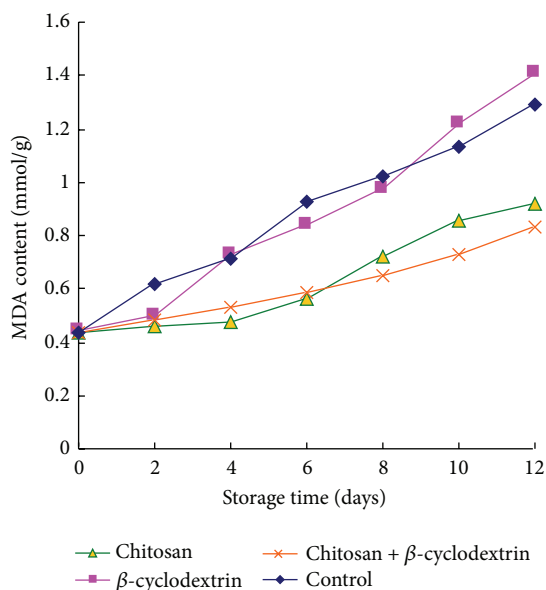 1.6
1.4
1.2
1
0.8
0.6
0.4
0.2
0
MDA content (mmol/g)
0 2 4 6 8 10 12
Storage time (days)
Chitosan
Chitosan + β-cyclodextrin
β-cyclodextrin
Control